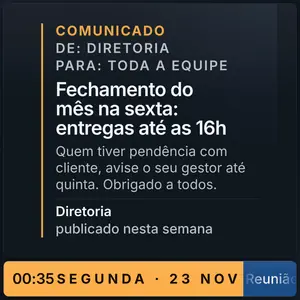 COMUNICADO
DE: DIRETORIA
PARA: TODA A EQUIPE
Fechamento do
mês na sexta:
entregas até as 16h
Quem tiver pendência com
cliente, avise o seu gestor até
quinta. Obrigado a todos.
Diretoria
publicado nesta semana
00:35 SEGUNDA · 23 NOV Reunião